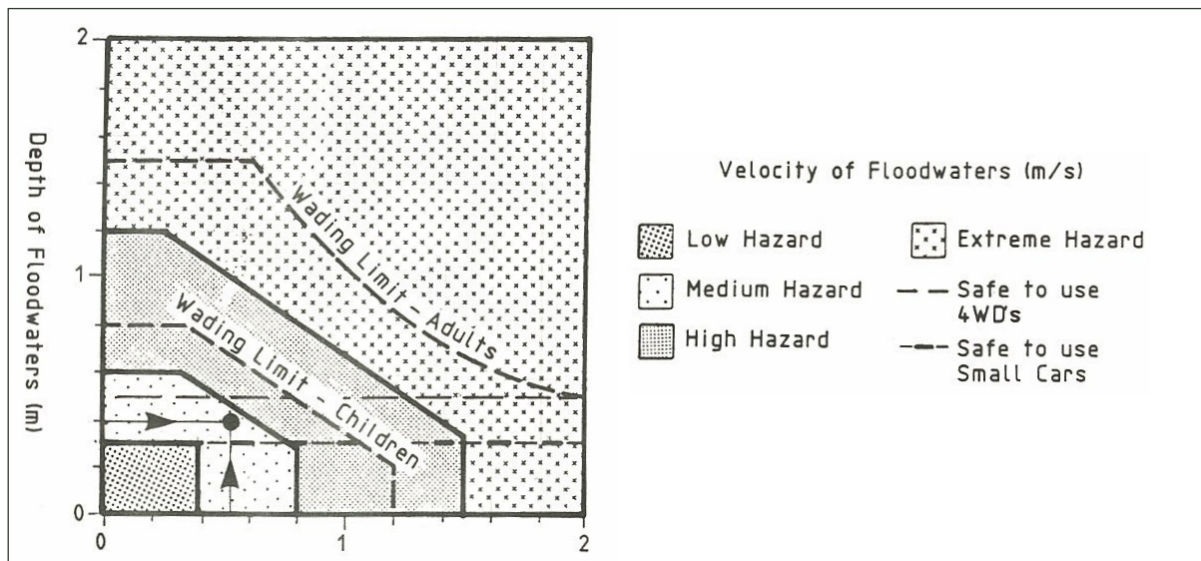 2
1
0
Depth of Floodwaters (m)
0
1
2
Wading Limit - Adults
Wading Limit - Children
Velocity of Floodwaters (m/s)
Low Hazard
Medium Hazard
High Hazard
Extreme Hazard
Safe to use
4WD's
Safe to use
Small Cars